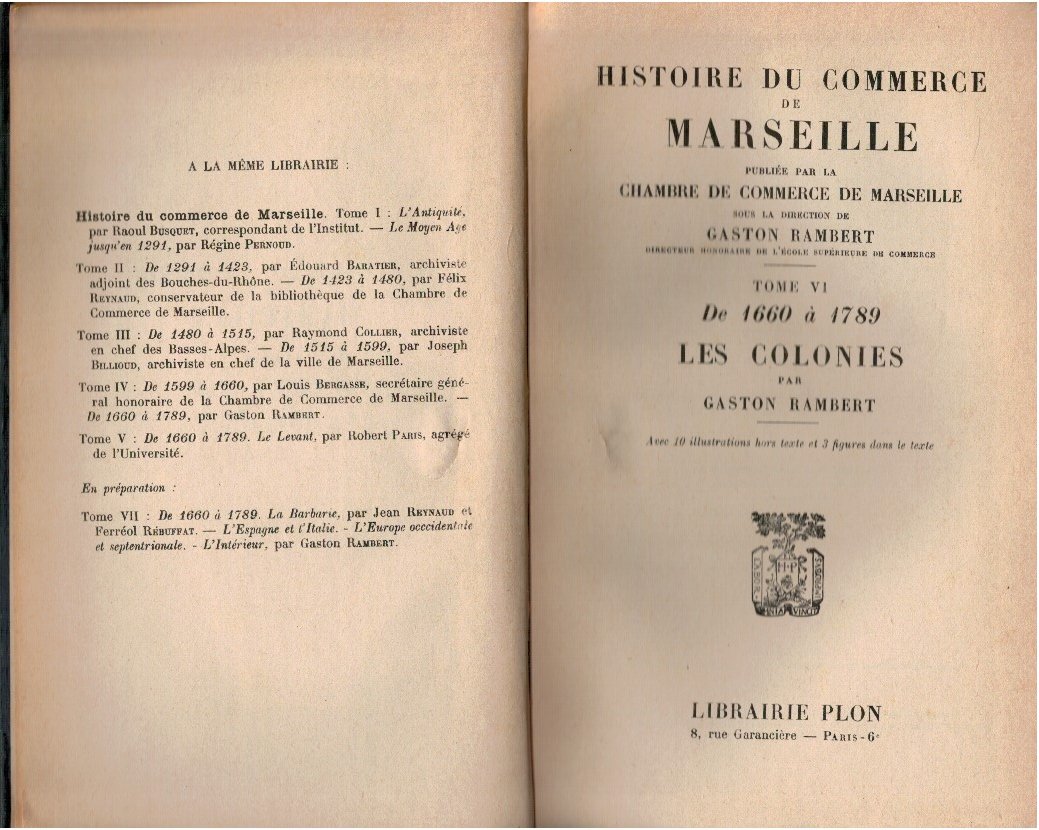 A LA MÊME LIBRAIRIE :
Histoire du commerce de Marseille. Tome I : L'Antiquité,
par Raoul BUSQUET, correspondant de l'Institut. — Le Moyen Age
jusqu'en 1291, par Régine PERNOUD.
Tome II : De 1291 à 1423, par Édouard BARATIER, archiviste
adjoint des Bouches-du-Rhône. — De 1423 à 1480, par Félix
REYNAUD, conservateur de la bibliothèque de la Chambre de
Commerce de Marseille.
Tome III : De 1480 à 1515, par Raymond COLLIER, archiviste
en chef des Basses-Alpes. — De 1515 à 1599, par Joseph
BILLIOUD, archiviste en chef de la ville de Marseille.
Tome IV : De 1599 à 1660, par Louis BERGASSE, secrétaire géné-
ral honoraire de la Chambre de Commerce de Marseille. —
De 1660 à 1789, par Gaston RAMBERT.
Tome V : De 1660 à 1789. Le Levant, par Robert PARIS, agrégé
de l'Université.
En préparation :
Tome VII : De 1660 à 1789. La Barbarie, par Jean REYNAUD et
Ferréol RÉBUFFAT. — L'Espagne et l'Italie. - L'Europe occcidentale
et septentrionale. - L'Intérieur, par Gaston RAMBERT.
HISTOIRE DU COMMERCE
DE
MARSEILLE
PUBLIÉE PAR LA
CHAMBRE DE COMMERCE DE MARSEILLE
SOUS LA DIRECTION DE
GASTON RAMBERT
DIRECTEUR HONORAIRE DE L'ÉCOLE SUPÉRIEURE DE COMMERCE
TOME VI
De 1660 à 1789
LES COLONIES
PAR
GASTON RAMBERT
Avec 10 illustrations hors texte et 3 figures dans le texte
LABOR
H P
IMPROBVS
OMNIA VINCIT
LIBRAIRIE PLON
8, rue Garancière — PARIS-6e